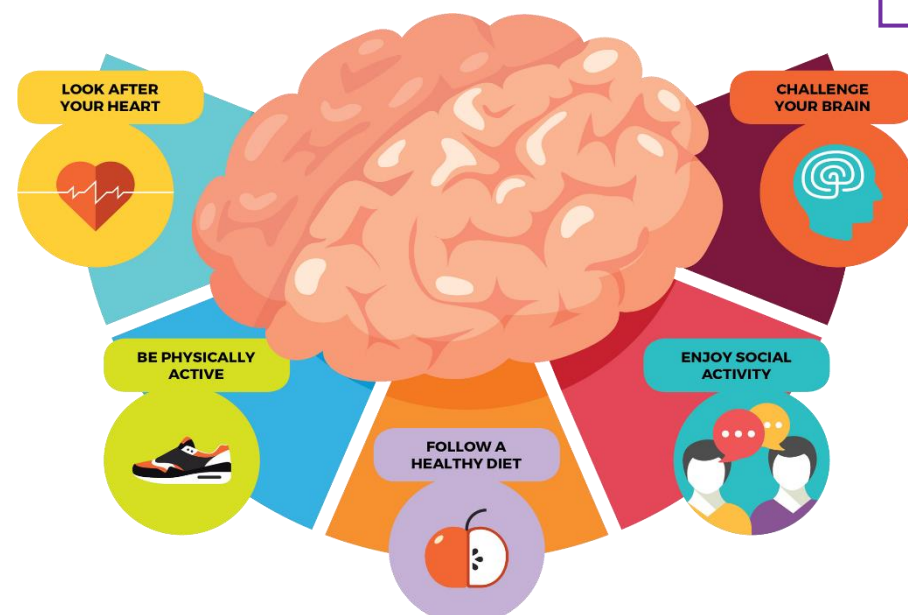 LOOK AFTER
YOUR HEART
CHALLENGE
YOUR BRAIN
BE PHYSICALLY
ACTIVE
ENJOY SOCIAL
ACTIVITY
FOLLOW A
HEALTHY DIET